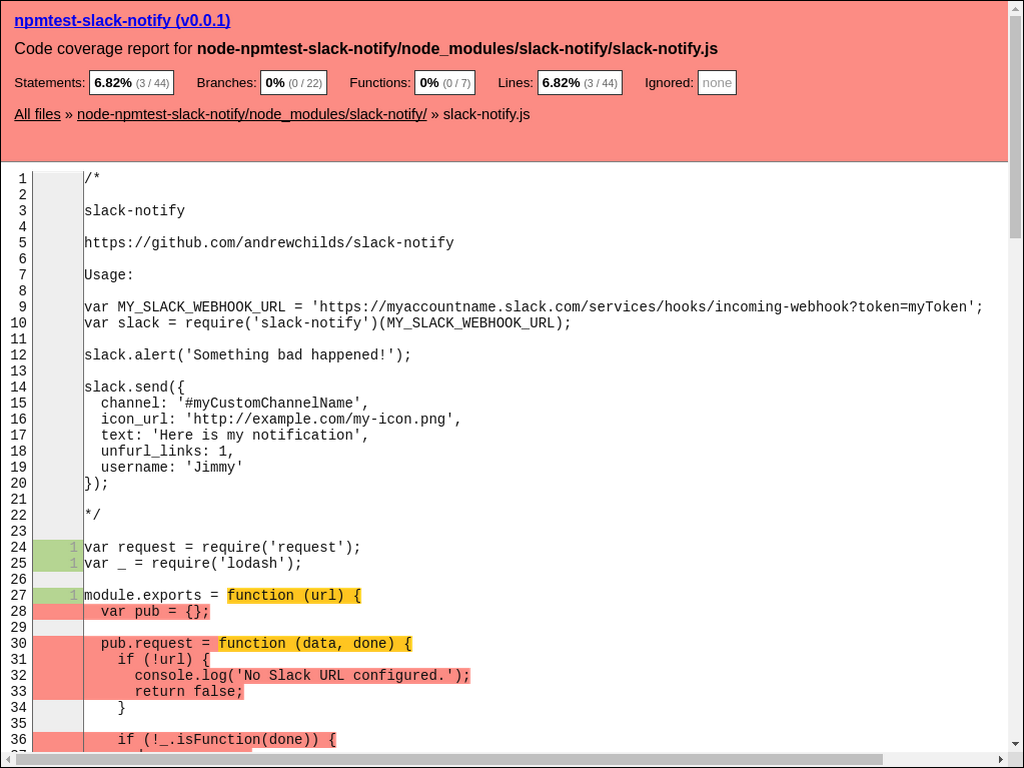 npmtest-slack-notify (v0.0.1)
Code coverage report for node-npmtest-slack-notify/node_modules/slack-notify/slack-notify.js
Statements: 6.82% (3 / 44) Branches: 0% (0 / 22) Functions: 0% (0 / 7) Lines: 6.82% (3 / 44) Ignored: none
All files » node-npmtest-slack-notify/node_modules/slack-notify/ » slack-notify.js
1 /*
2
3 slack-notify
4
5 https://github.com/andrewchilds/slack-notify
6
7 Usage:
8
9 var MY_SLACK_WEBHOOK_URL = 'https://myaccountname.slack.com/services/hooks/incoming-webhook?token=myToken';
10 var slack = require('slack-notify')(MY_SLACK_WEBHOOK_URL);
11
12 slack.alert('Something bad happened!');
13
14 slack.send({
15   channel: '#myCustomChannelName',
16   icon_url: 'http://example.com/my-icon.png',
17   text: 'Here is my notification',
18   unfurl_links: 1,
19   username: 'Jimmy'
20 });
21
22 */
23
24 1 var request = require('request');
25 1 var _ = require('lodash');
26
27 1 module.exports = function (url) {
28   var pub = {};
29
30   pub.request = function (data, done) {
31     if (!url) {
32       console.log('No Slack URL configured.');
33       return false;
34     }
35
36     if (!_.isFunction(done)) {